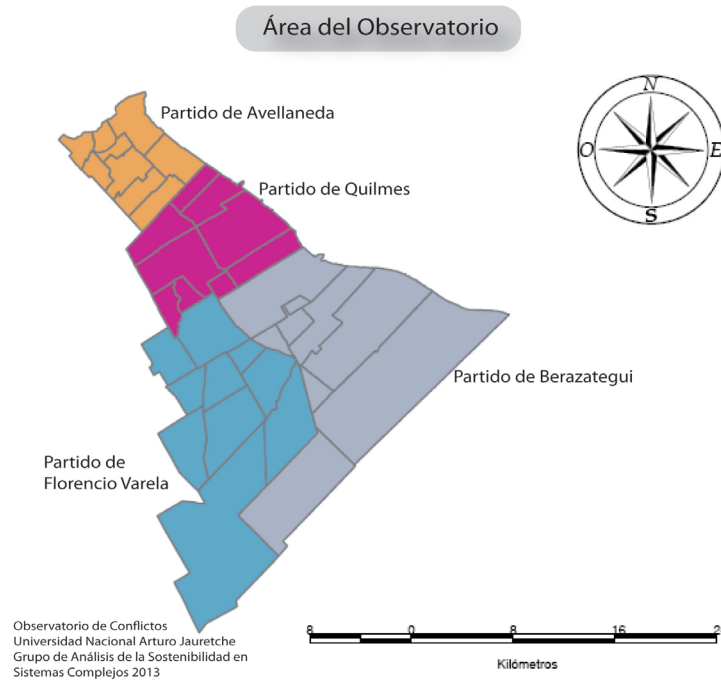 Área del Observatorio
Partido de Avellaneda
Partido de Quilmes
N
O
E
S
Partido de Berazategui
Partido de
Florencio Varela
Observatorio de Conflictos
Universidad Nacional Arturo Jauretche
Grupo de Análisis de la Sostenibilidad en
Sistemas Complejos 2013
8 0 8 16
Kilómetros